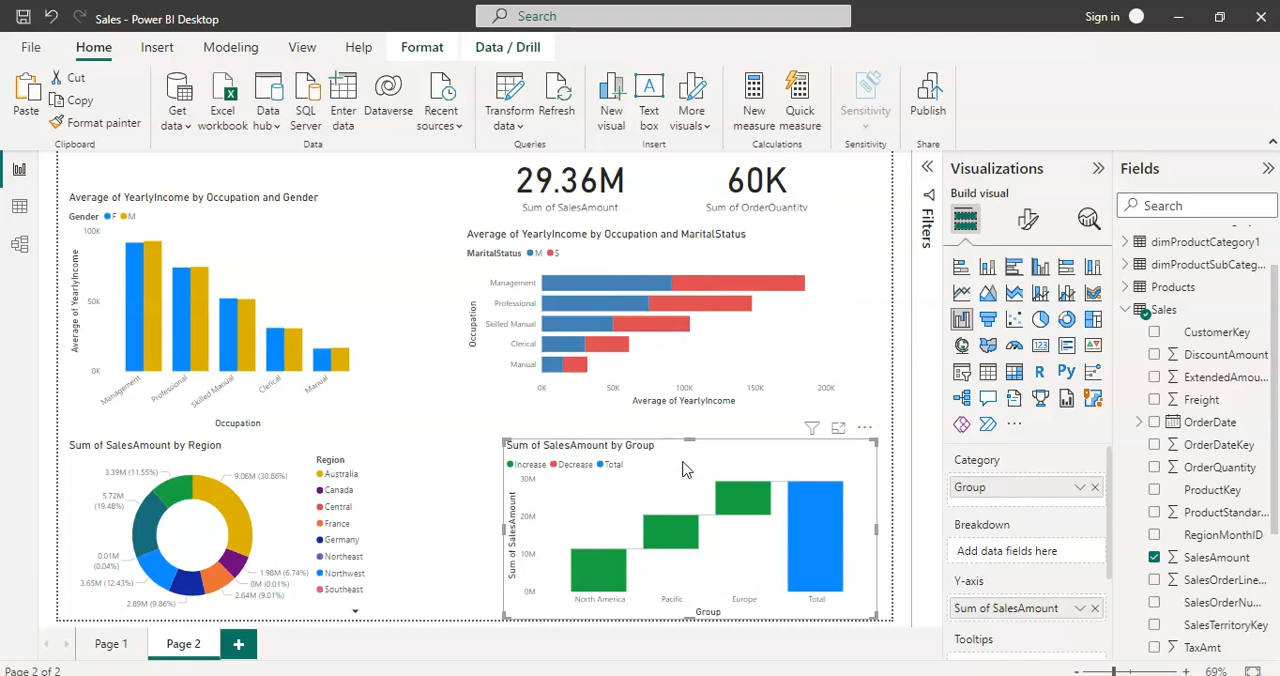 Sales - Power BI Desktop
Search
Sign in
File
Home
Insert
Modeling
View
Help
Format
Data / Drill
Paste
Cut
Copy
Format painter
Clipboard
Get data
Excel workbook
Data hub
SQL Server
Enter data
Dataverse
Recent sources
Data
Transform data
Refresh
Queries
New visual
Text box
More visuals
Insert
New measure
Quick measure
Calculations
Sensitivity
Sensitivity
Publish
Share
Average of YearlyIncome by Occupation and Gender
Gender F M
100K
50K
0K
Average of YearlyIncome
Management
Professional
Skilled Manual
Clerical
Manual
Occupation
29.36M
Sum of SalesAmount
60K
Sum of OrderQuantity
Average of YearlyIncome by Occupation and MaritalStatus
MaritalStatus M S
Occupation
Management
Professional
Skilled Manual
Clerical
Manual
0K
50K
100K
150K
200K
Average of YearlyIncome
Sum of SalesAmount by Region
3.39M (11.55%)
5.72M
(19.48%)
0.01M
(0.04%)
3.65M (12.43%)
2.89M (9.86%)
2.64M (9.01%)
0M (0.01%)
1.98M (6.74%)
9.06M (30.86%)
Region
Australia
Canada
Central
France
Germany
Northeast
Northwest
Southeast
Sum of SalesAmount by Group
Increase Decrease Total
Sum of SalesAmount
30M
20M
10M
0M
North America
Pacific
Europe
Total
Group
Page 1
Page 2
+
Page 2 of 2
69%
Filters
Visualizations
Build visual
R
Py
123
Category
Group
Breakdown
Add data fields here
Y-axis
Sum of SalesAmount
Tooltips
Fields
Search
dimProductCategory1
dimProductSubCateg...
Products
Sales
CustomerKey
DiscountAmount
ExtendedAmou...
Freight
OrderDate
OrderDateKey
OrderQuantity
ProductKey
ProductStandar...
RegionMonthID
SalesAmount
SalesOrderLine...
SalesOrderNu...
SalesTerritoryKey
TaxAmt